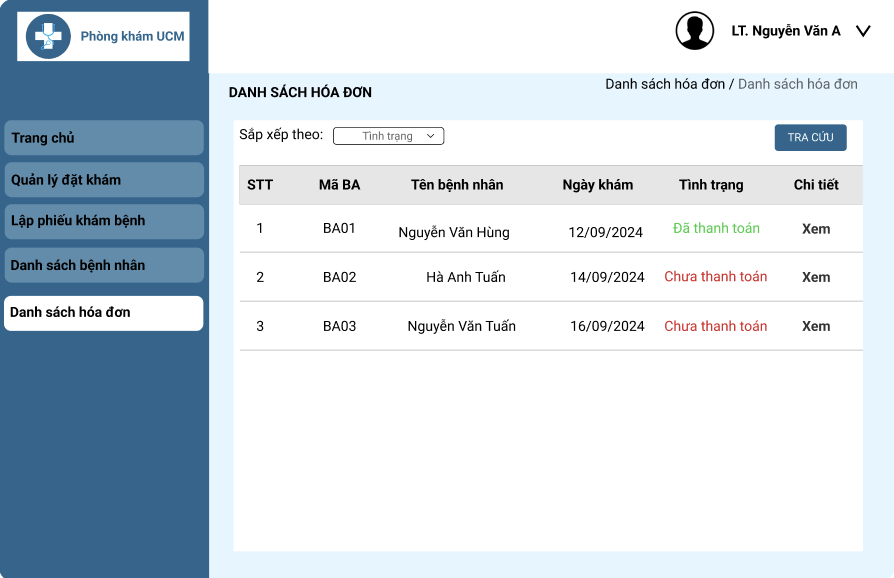 Phòng khám UCM
LT. Nguyễn Văn A
DANH SÁCH HÓA ĐƠN
Danh sách hóa đơn / Danh sách hóa đơn
Trang chủ
Quản lý đặt khám
Lập phiếu khám bệnh
Danh sách bệnh nhân
Danh sách hóa đơn
Sắp xếp theo: Tình trạng
TRA CỨU
STT Mã BA Tên bệnh nhân Ngày khám Tình trạng Chi tiết
1 BA01 Nguyễn Văn Hùng 12/09/2024 Đã thanh toán Xem
2 BA02 Hà Anh Tuấn 14/09/2024 Chưa thanh toán Xem
3 BA03 Nguyễn Văn Tuấn 16/09/2024 Chưa thanh toán Xem